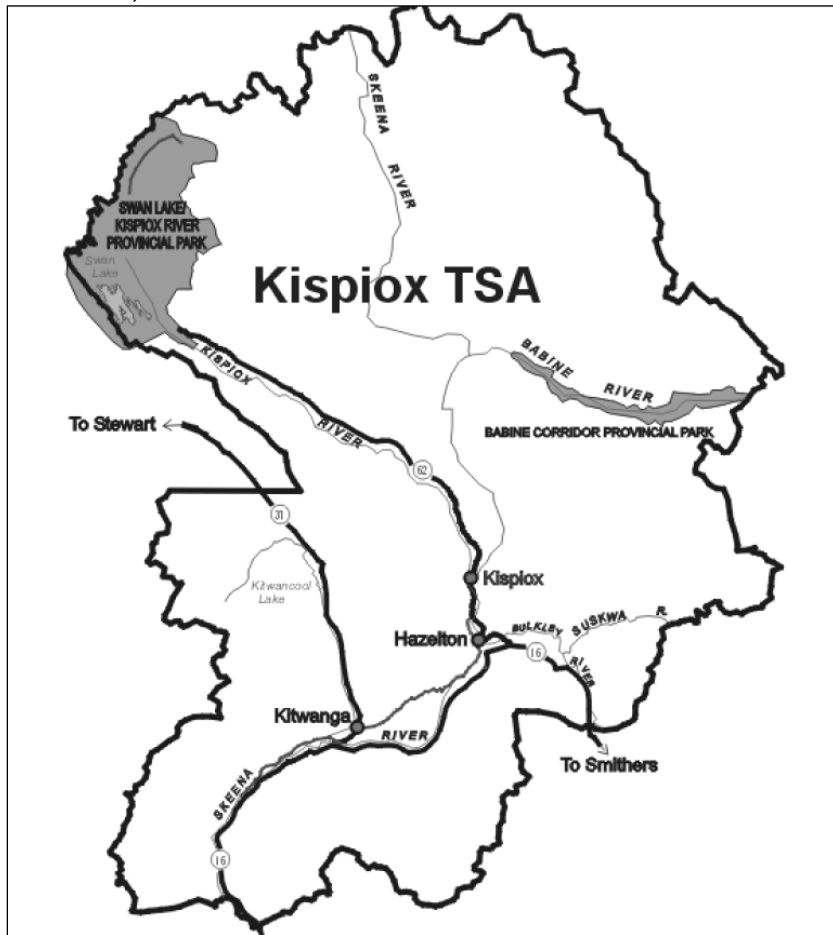 SKEENA
RIVER
SWAN LAKE/
KISPIOX RIVER
PROVINCIAL PARK
Swan
Lake
Kispiox TSA
KISPIOX
RIVER
BABINE
RIVER
BABINE CORRIDOR PROVINCIAL PARK
To Stewart
62
31
Kitwancool
Lake
Kispiox
Hazelton
BULKLEY
RIVER
SUSKWA R.
16
Kitwanga
SKEENA
RIVER
To Smithers
16